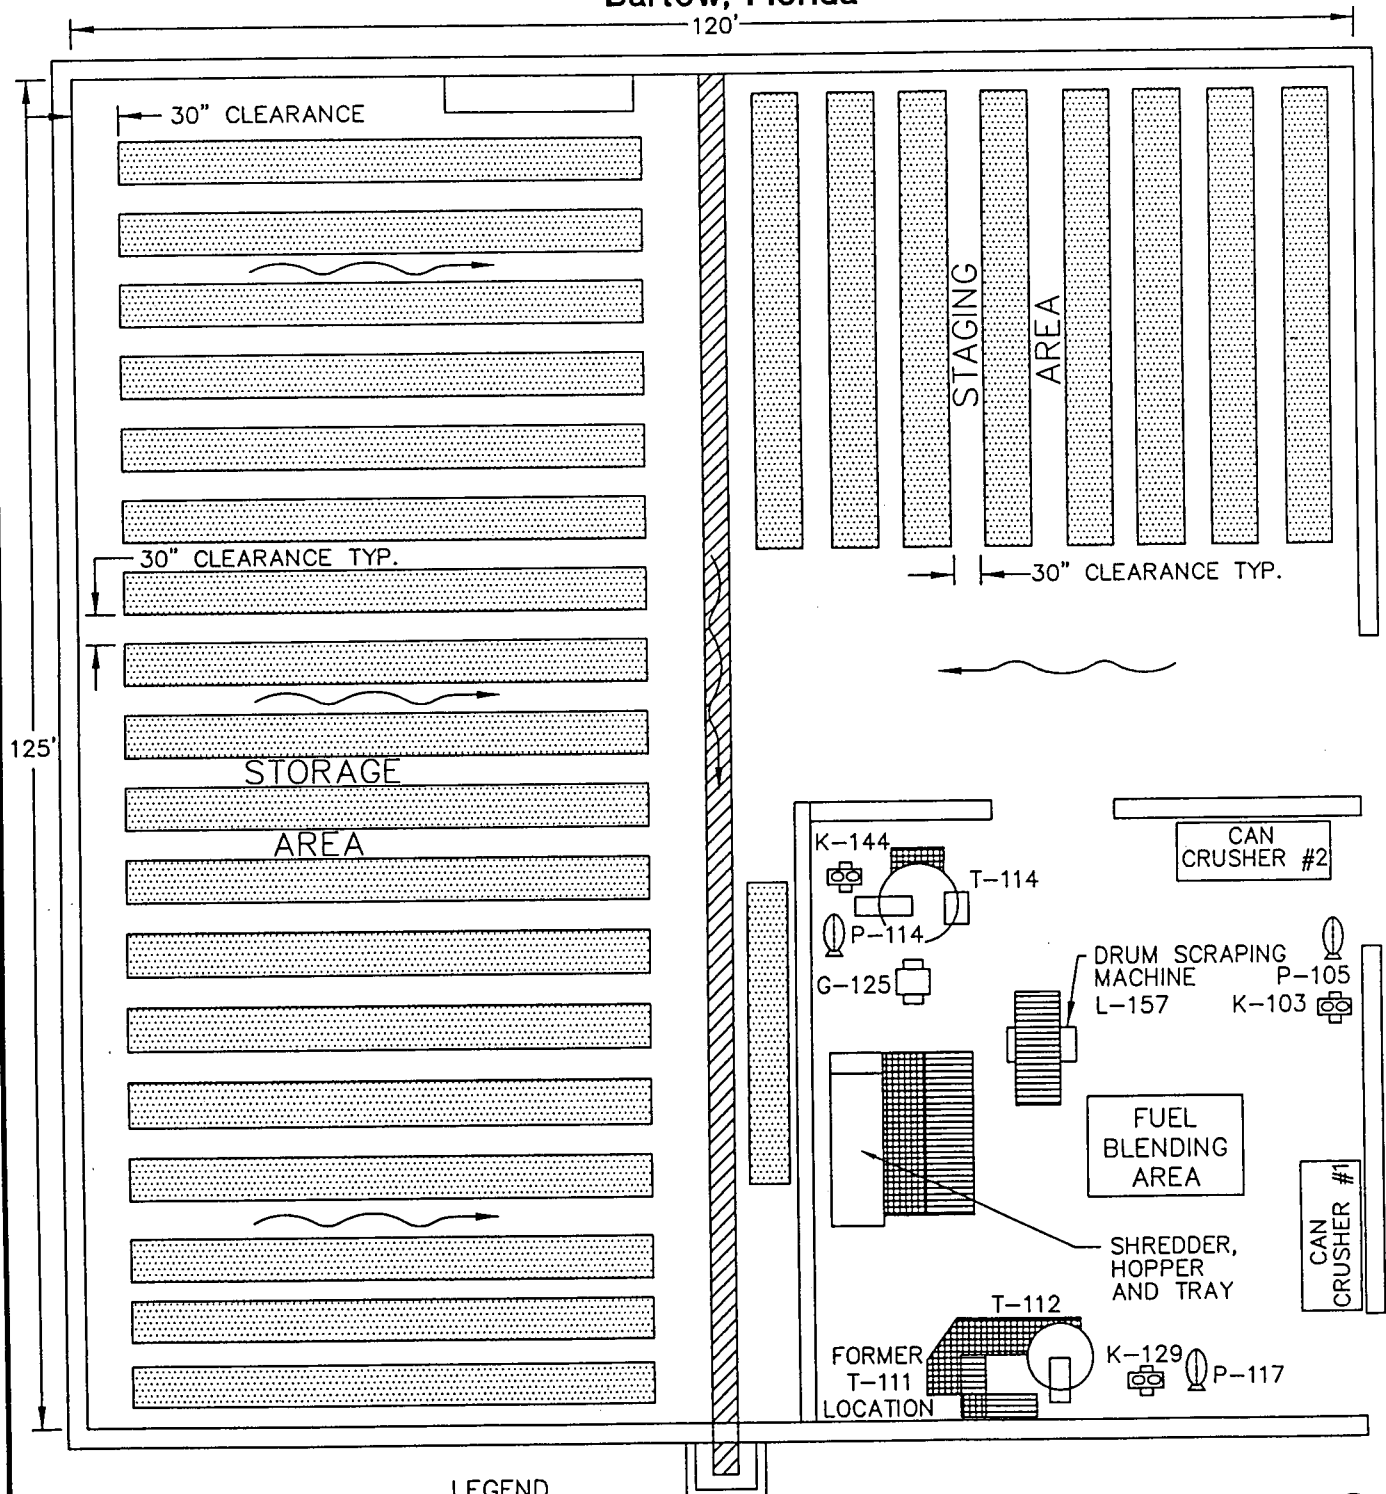 Bartow, Florida
120'
30" CLEARANCE
STAGING
AREA
30" CLEARANCE TYP.
30" CLEARANCE TYP.
125'
STORAGE
AREA
K-144
T-114
P-114
G-125
CAN
CRUSHER #2
DRUM SCRAPING
MACHINE
L-157
P-105
K-103
FUEL
BLENDING
AREA
CAN
CRUSHER #1
SHREDDER,
HOPPER
AND TRAY
T-112
FORMER
T-111
LOCATION
K-129
P-117
LEGEND